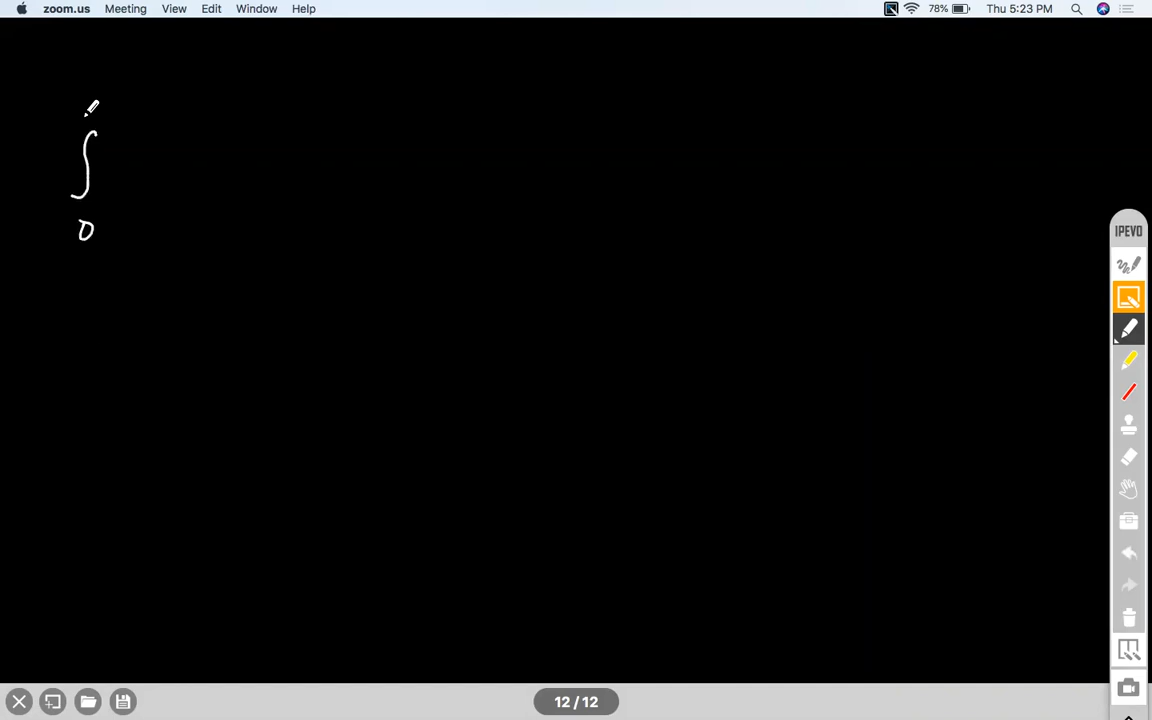 zoom.us Meeting View Edit Window Help 78% Thu 5:23 PM
∫
0
IPEVO
12 / 12